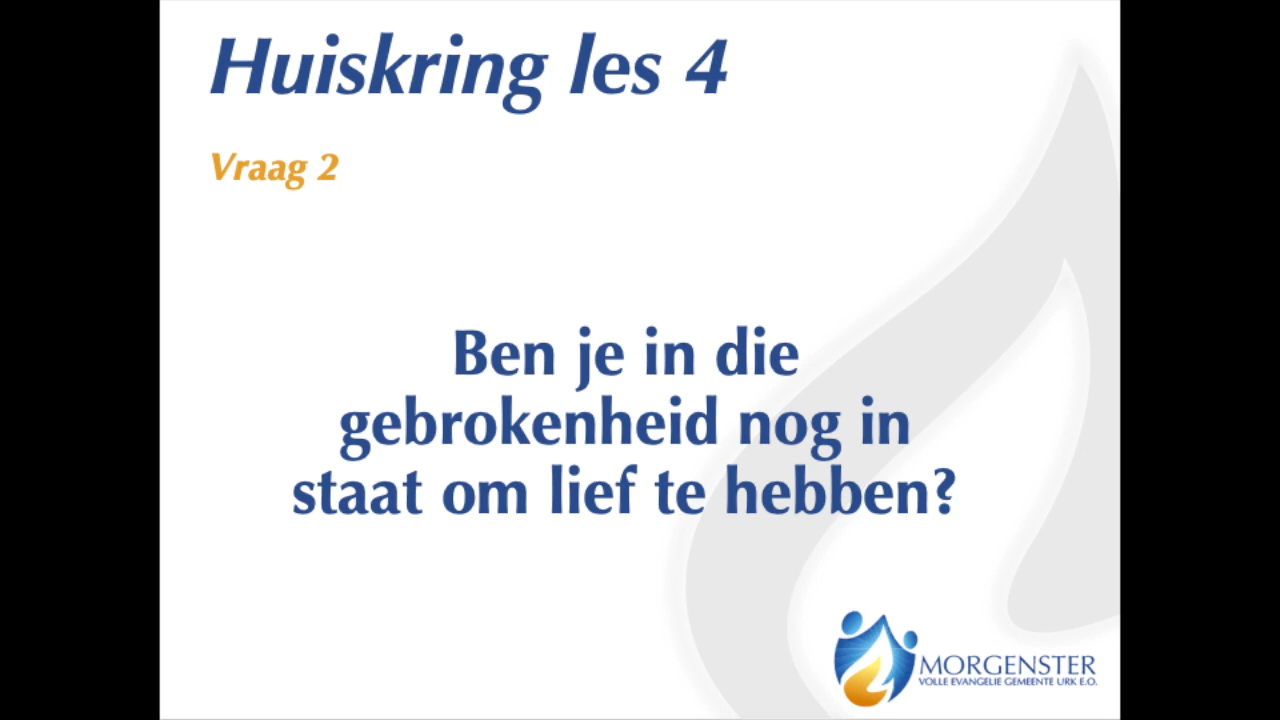 Huiskring les 4
Vraag 2
Ben je in die
gebrokenheid nog in
staat om lief te hebben?
MORGENSTER
VOLLE EVANGELIE GEMEENTE URK E.O.